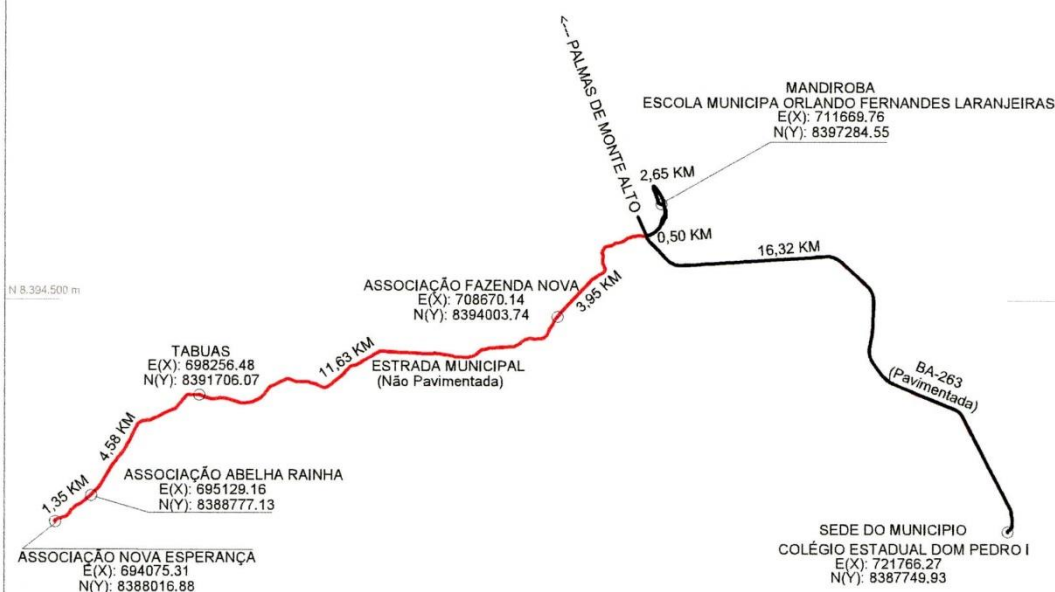 <--- PALMAS DE MONTE ALTO
MANDIROBA
ESCOLA MUNICIPA ORLANDO FERNANDES LARANJEIRAS
E(X): 711669.76
N(Y): 8397284.55
2,65 KM
0,50 KM
16,32 KM
N 8.394.500 m
ASSOCIAÇÃO FAZENDA NOVA
E(X): 708670.14
N(Y): 8394003.74
3,95 KM
TABUAS
E(X): 698256.48
N(Y): 8391706.07
11,63 KM
ESTRADA MUNICIPAL
(Não Pavimentada)
BA-263
(Pavimentada)
4,58 KM
ASSOCIAÇÃO ABELHA RAINHA
E(X): 695129.16
N(Y): 8388777.13
1,35 KM
ASSOCIAÇÃO NOVA ESPERANÇA
E(X): 694075.31
N(Y): 8388016.88
SEDE DO MUNICIPIO
COLÉGIO ESTADUAL DOM PEDRO I
E(X): 721766.27
N(Y): 8387749.93